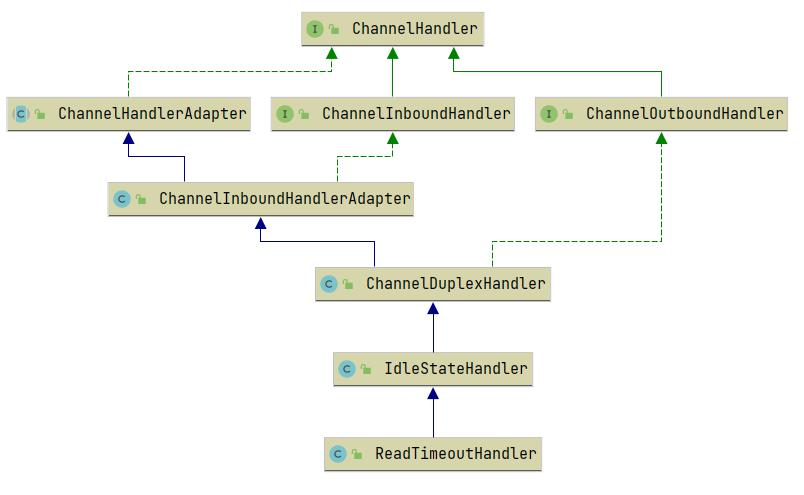 I ChannelHandler
C ChannelHandlerAdapter
I ChannelInboundHandler
I ChannelOutboundHandler
C ChannelInboundHandlerAdapter
C ChannelDuplexHandler
C IdleStateHandler
C ReadTimeoutHandler